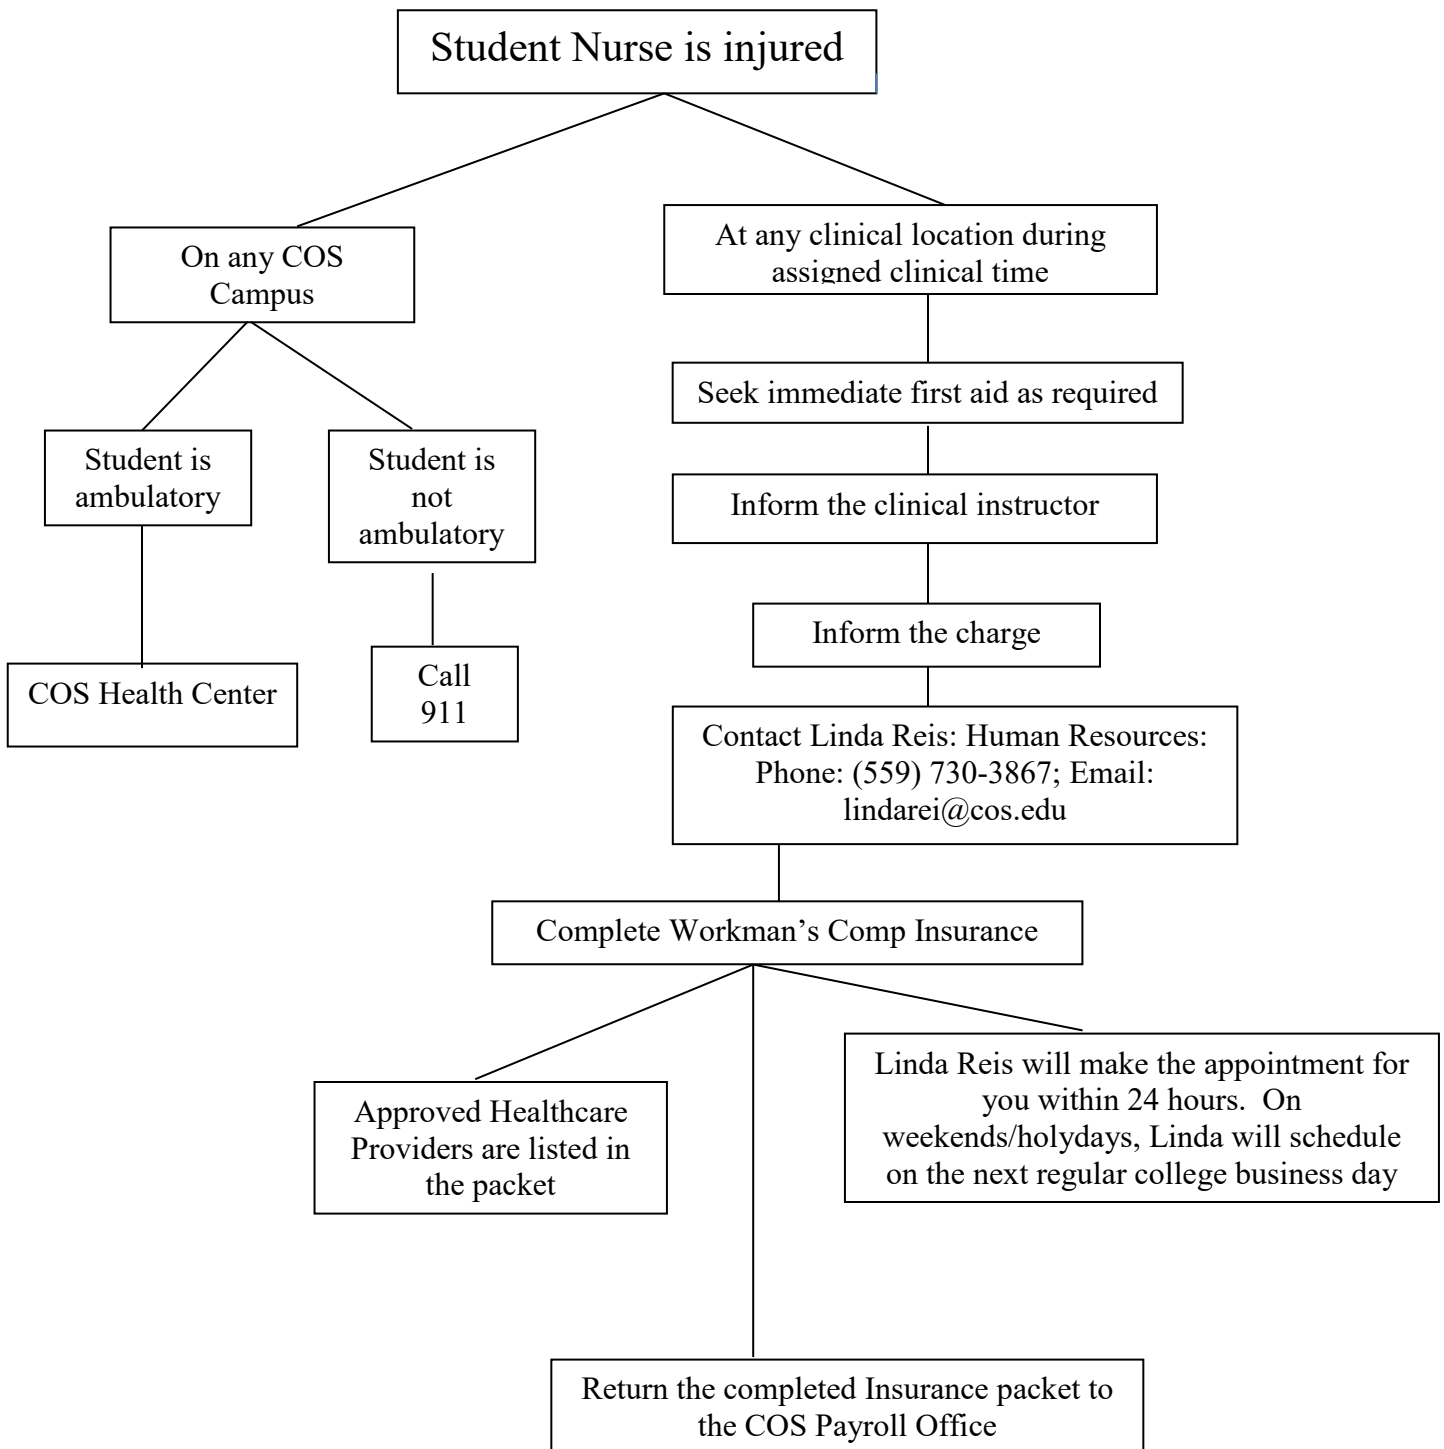 Student Nurse is injured
On any COS
Campus
At any clinical location during
assigned clinical time
Seek immediate first aid as required
Student is
ambulatory
Student is
not
ambulatory
Inform the clinical instructor
Inform the charge
COS Health Center
Call
911
Contact Linda Reis: Human Resources:
Phone: (559) 730-3867; Email:
lindarei@cos.edu
Complete Workman’s Comp Insurance
Approved Healthcare
Providers are listed in
the packet
Linda Reis will make the appointment for
you within 24 hours.  On
weekends/holydays, Linda will schedule
on the next regular college business day
Return the completed Insurance packet to
the COS Payroll Office